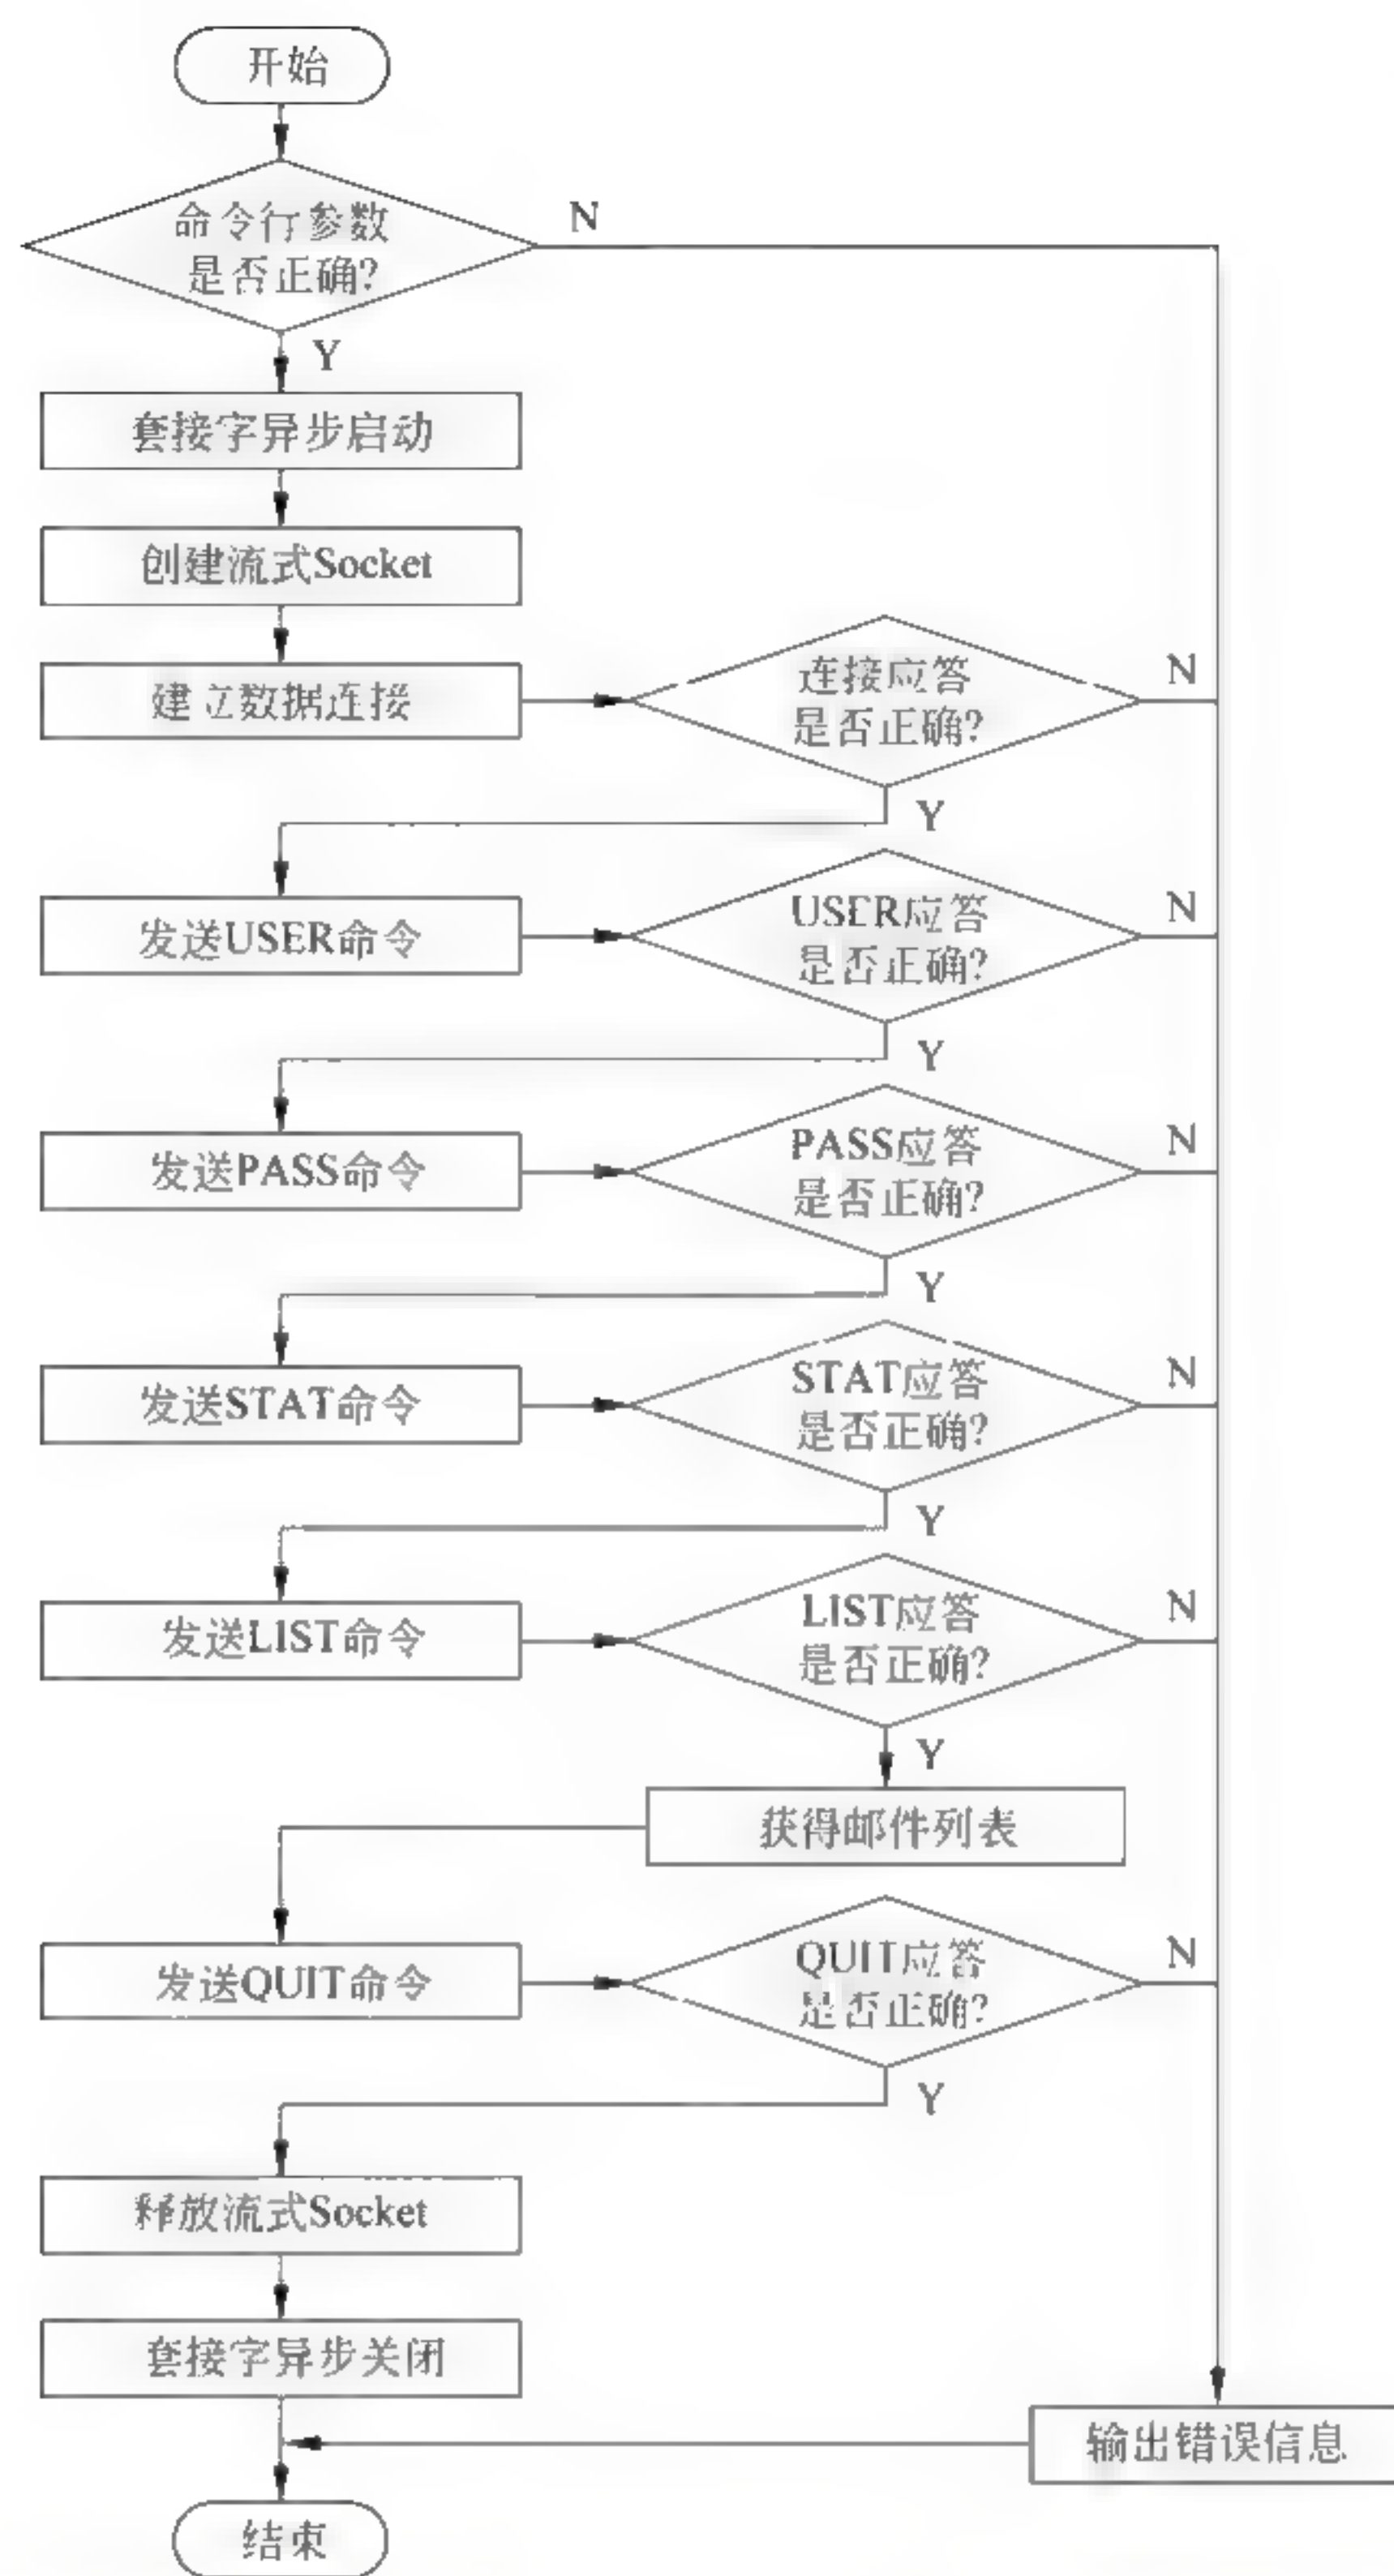 开始
命令行参数
是否正确?
N
Y
套接字异步启动
创建流式Socket
建立数据连接
连接应答
是否正确?
N
Y
发送USER命令
USER应答
是否正确?
N
Y
发送PASS命令
PASS应答
是否正确?
N
Y
发送STAT命令
STAT应答
是否正确?
N
Y
发送LIST命令
LIST应答
是否正确?
N
Y
获得邮件列表
发送QUIT命令
QUIT应答
是否正确?
N
Y
释放流式Socket
套接字异步关闭
输出错误信息
结束